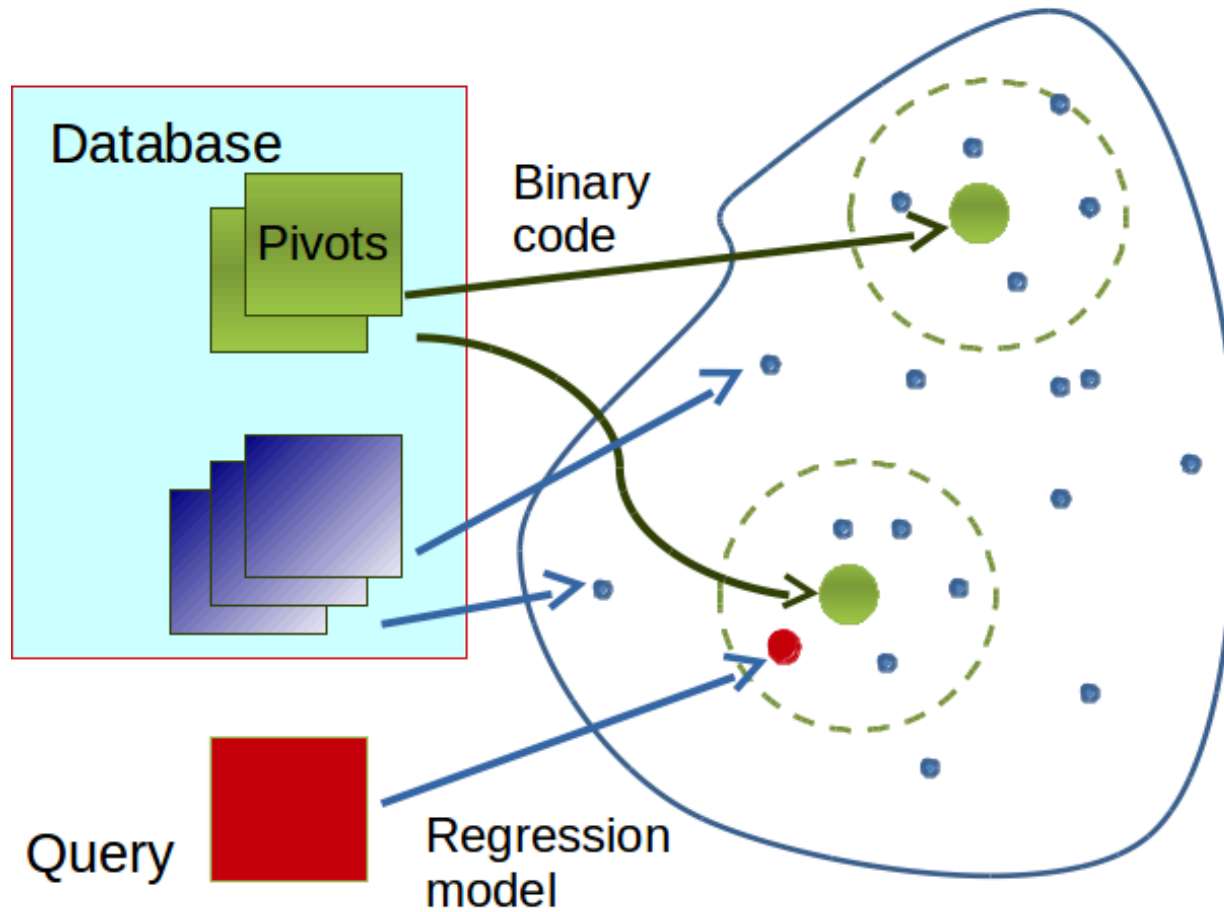 Database
Pivots
Binary
code
Query
Regression
model